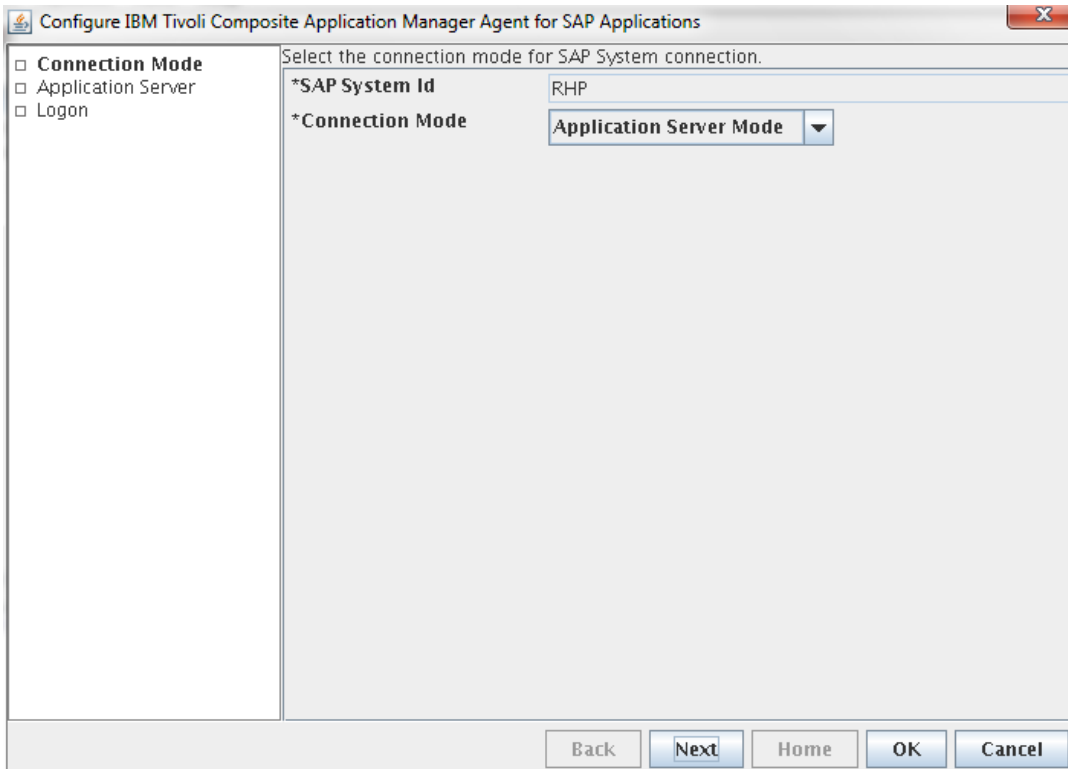 Configure IBM Tivoli Composite Application Manager Agent for SAP Applications
Connection Mode
Application Server
Logon
Select the connection mode for SAP System connection.
*SAP System Id
RHP
*Connection Mode
Application Server Mode
Back
Next
Home
OK
Cancel